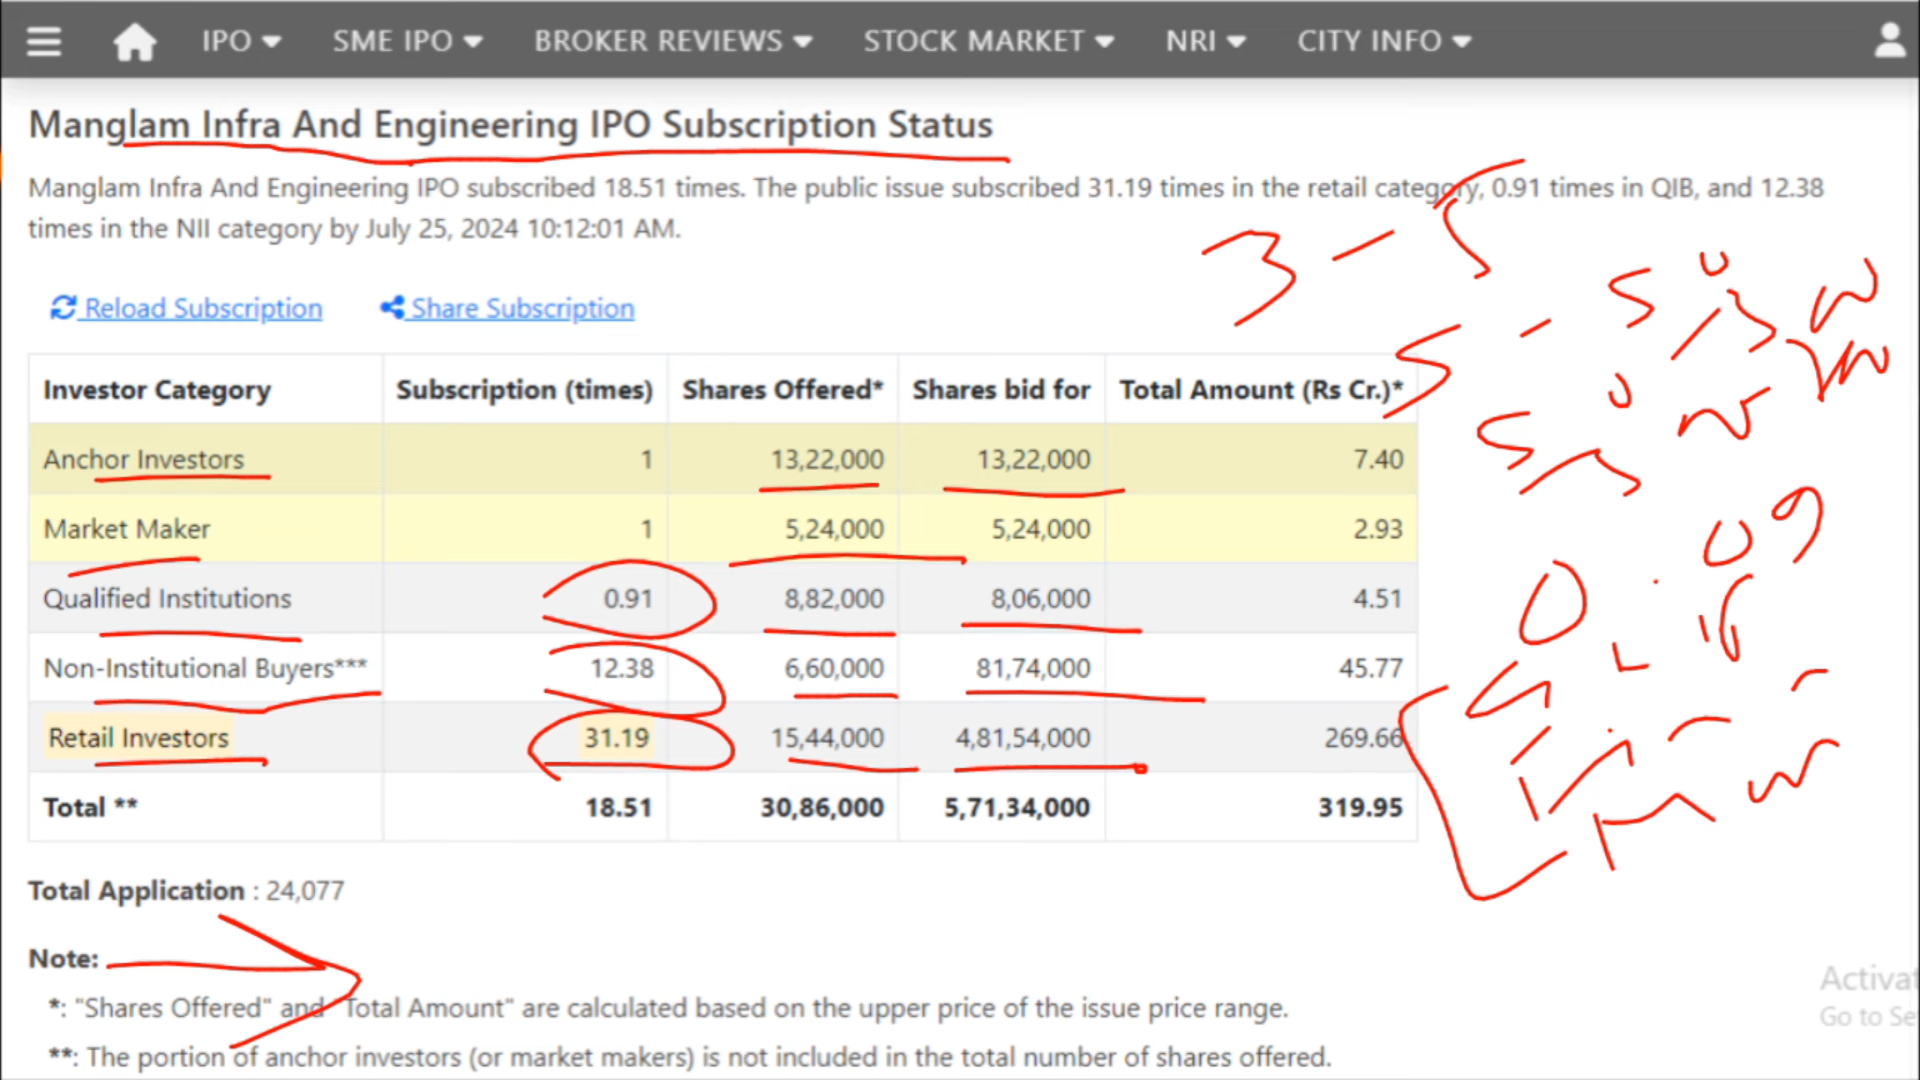 IPO SME IPO BROKER REVIEWS STOCK MARKET NRI CITY INFO
Manglam Infra And Engineering IPO Subscription Status
Manglam Infra And Engineering IPO subscribed 18.51 times. The public issue subscribed 31.19 times in the retail category, 0.91 times in QIB, and 12.38
times in the NII category by July 25, 2024 10:12:01 AM.
3 - 5
Reload Subscription Share Subscription
Investor Category Subscription (times) Shares Offered* Shares bid for Total Amount (Rs Cr.)*
Anchor Investors 1 13,22,000 13,22,000 7.40
Market Maker 1 5,24,000 5,24,000 2.93
Qualified Institutions 0.91 8,82,000 8,06,000 4.51
Non-Institutional Buyers*** 12.38 6,60,000 81,74,000 45.77
Retail Investors 31.19 15,44,000 4,81,54,000 269.66
Total ** 18.51 30,86,000 5,71,34,000 319.95
Total Application : 24,077
Note:
*: "Shares Offered" and "Total Amount" are calculated based on the upper price of the issue price range.
**: The portion of anchor investors (or market makers) is not included in the total number of shares offered.
Go to Se